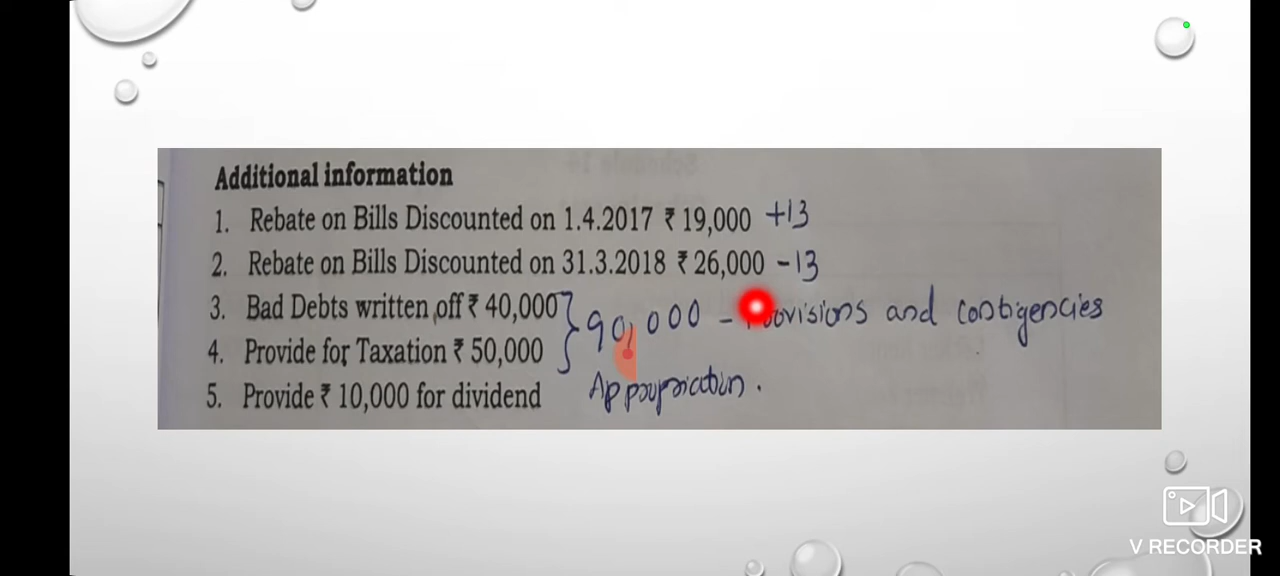 Additional information
1. Rebate on Bills Discounted on 1.4.2017 ₹ 19,000 +13
2. Rebate on Bills Discounted on 31.3.2018 ₹ 26,000 -13
3. Bad Debts written off ₹ 40,000
90,000 - Provisions and contigencies
4. Provide for Taxation ₹ 50,000
5. Provide ₹ 10,000 for dividend Appropriation.
V RECORDER